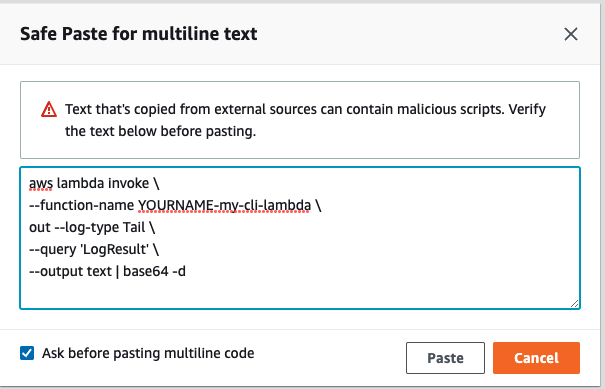 Safe Paste for multiline text
Text that's copied from external sources can contain malicious scripts. Verify
the text below before pasting.
aws lambda invoke \
--function-name YOURNAME-my-cli-lambda \
out --log-type Tail \
--query 'LogResult' \
--output text | base64 -d
Ask before pasting multiline code
Paste
Cancel